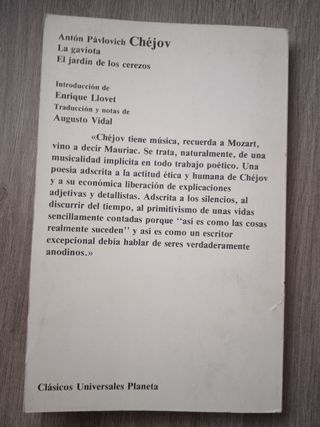 Antón Pávlovich Chéjov
La gaviota
El jardín de los cerezos
Introducción de
Enrique Llovet
Traducción y notas de
Augusto Vidal
«Chéjov tiene música, recuerda a Mozart,
vino a decir Mauriac. Se trata, naturalmente, de una
musicalidad implícita en todo trabajo poético. Una
poesía adscrita a la actitud ética y humana de Chéjov
y a su económica liberación de explicaciones
adjetivas y detallistas. Adscrita a los silencios, al
discurrir del tiempo, al primitivismo de unas vidas
sencillamente contadas porque "así es como las cosas
realmente suceden" y así es como un escritor
excepcional debía hablar de seres verdaderamente
anodinos.»
Clásicos Universales Planeta